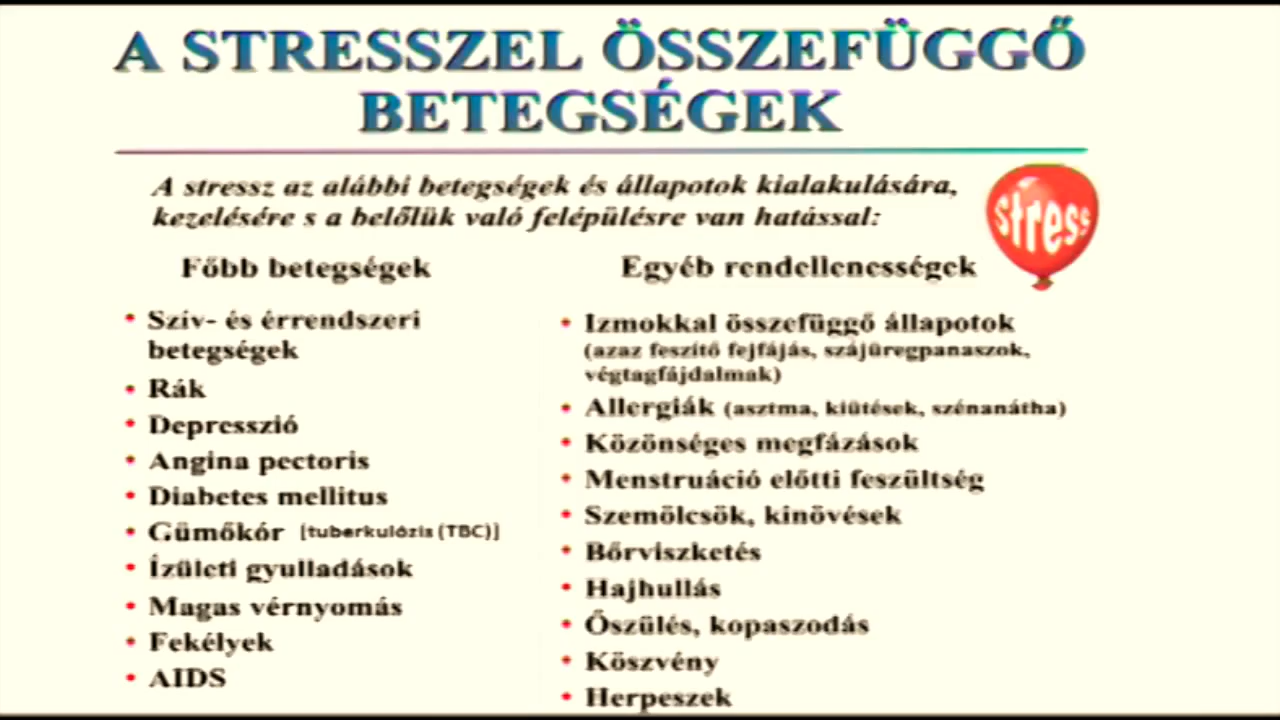 A STRESSZEL ÖSSZEFÜGGŐ
BETEGSÉGEK
A stressz az alábbi betegségek és állapotok kialakulására,
kezelésére s a belőlük való felépülésre van hatással:
stress
Főbb betegségek
• Szív- és érrendszeri
betegségek
• Rák
• Depresszió
• Angina pectoris
• Diabetes mellitus
• Gümőkór [tuberkulózis (TBC)]
• Ízületi gyulladások
• Magas vérnyomás
• Fekélyek
• AIDS
Egyéb rendellenességek
• Izmokkal összefüggő állapotok
(azaz feszítő fejfájás, szájüregpanaszok,
végtagfájdalmak)
• Allergiák (asztma, kiütések, szénanátha)
• Közönséges megfázások
• Menstruáció előtti feszültség
• Szemölcsök, kinövések
• Bőrviszketés
• Hajhullás
• Őszülés, kopaszodás
• Köszvény
• Herpeszek